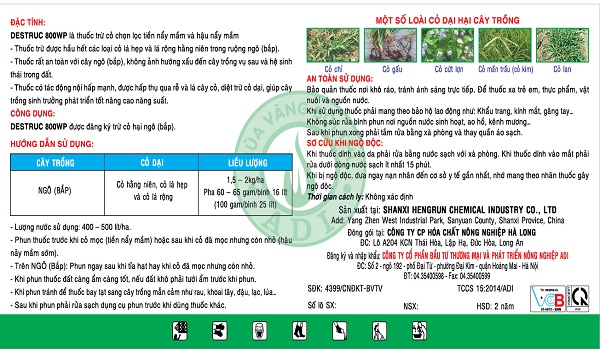 ĐẶC TÍNH:
DESTRUC 800WP là thuốc trừ cỏ chọn lọc tiền nẩy mầm và hậu nẩy mầm
- Thuốc trừ được hầu hết các loại cỏ lá hẹp và lá rộng hằng niên trong ruộng ngô (bắp).
- Thuốc rất an toàn với cây ngô (bắp), không ảnh hưởng xấu đến cây trồng vụ sau và hệ sinh
thái trong đất.
- Thuốc có tác động nội hấp mạnh, được hấp thụ qua rễ và lá cây cỏ, diệt trừ cỏ dại, giúp cây
trồng sinh trưởng phát triển tốt nâng cao năng suất.
CÔNG DỤNG:
DESTRUC 800WP được đăng ký trừ cỏ hại ngô (bắp).
HƯỚNG DẪN SỬ DỤNG:
CÂY TRỒNG CỎ DẠI LIỀU LƯỢNG
NGÔ (BẮP)
Cỏ hằng niên, cỏ lá hẹp
và cỏ lá rộng
1,5 – 2kg/ha
Pha 60 – 65 gam/bình 16 lít
(100 gam/bình 25 lít)
- Lượng nước sử dụng: 400 – 500 lít/ha.
- Phun thuốc trước khi cỏ mọc (tiền nẩy mầm) hoặc sau khi cỏ đã mọc nhưng còn nhỏ (hậu
nảy mầm sớm).
- Trên NGÔ (Bắp): Phun ngay sau khi tỉa hạt hay khi cỏ đã mọc nhưng còn nhỏ.
- Khi phun thuốc đất càng ẩm càng tốt, nếu đất khô phải tưới ẩm trước khi phun.
- Khi phun tránh để thuốc bay tạt sang cây trồng mẫn cảm như rau, khoai tây, đậu, lạc, lúa..
- Sau khi phun phải rửa sạch dụng cụ phun trước khi dùng thuốc khác.
MỘT SỐ LOÀI CỎ DẠI HẠI CÂY TRỒNG
Cỏ chỉ Cỏ gấu Cỏ cứt lợn Cỏ mần trầu (cỏ kim) Cỏ lan
AN TOÀN SỬ DỤNG:
Bảo quản thuốc nơi khô ráo, tránh ánh sáng trực tiếp. Để thuốc xa trẻ em, thực phẩm, vật
nuôi và nguồn nước.
Khi sử dụng thuốc phải mang theo bảo hộ lao động như: Khẩu trang, kính mắt, găng tay..
Không súc rửa bình phun nơi nguồn nước sinh hoạt, ao hồ, kênh mương..
Sau khi phun xong phải tắm rửa bằng xà phòng và thay quần áo sạch.
SƠ CỨU KHI NGỘ ĐỘC:
Khi thuốc dính vào da phải rửa bằng nước sạch với xà phòng. Khi thuốc dính vào mắt phải
rửa dưới dòng nước sạch ít nhất 15 phút.
Khi bị ngộ độc, đưa ngay nạn nhân đến cơ sở y tế gần nhất, nhớ mang theo nhãn thuốc gây
ngộ độc.
Thời gian cách ly: Không xác định
Sản xuất tại: SHANXI HENGRUN CHEMICAL INDUSTRY CO., LTD
Add: Yang Zhen West Industrial Park, Sanyuan County, Shanxi Provice, China
Đóng gói tại: CÔNG TY CP HÓA CHẤT NÔNG NGHIỆP HÀ LONG
ĐC: Lô A204 KCN Thái Hòa, Lập Hạ, Đức Hòa, Long An
Đăng ký và nhập khẩu: CÔNG TY CỔ PHẦN ĐẦU TƯ THƯƠNG MẠI VÀ PHÁT TRIỂN NÔNG NGHIỆP ADI
ĐC: Số 2 - ngõ 192 - phố Đại Từ - phường Đại Kim - quận Hoàng Mai - Hà Nội
ĐT: 04.35400598 - Fax: 04.35400599
SĐK: 4399/CNĐKT-BVTV TCCS 15:2014/ADI
Số lô SX: NSX: HSD: 2 năm
ADI
VICB